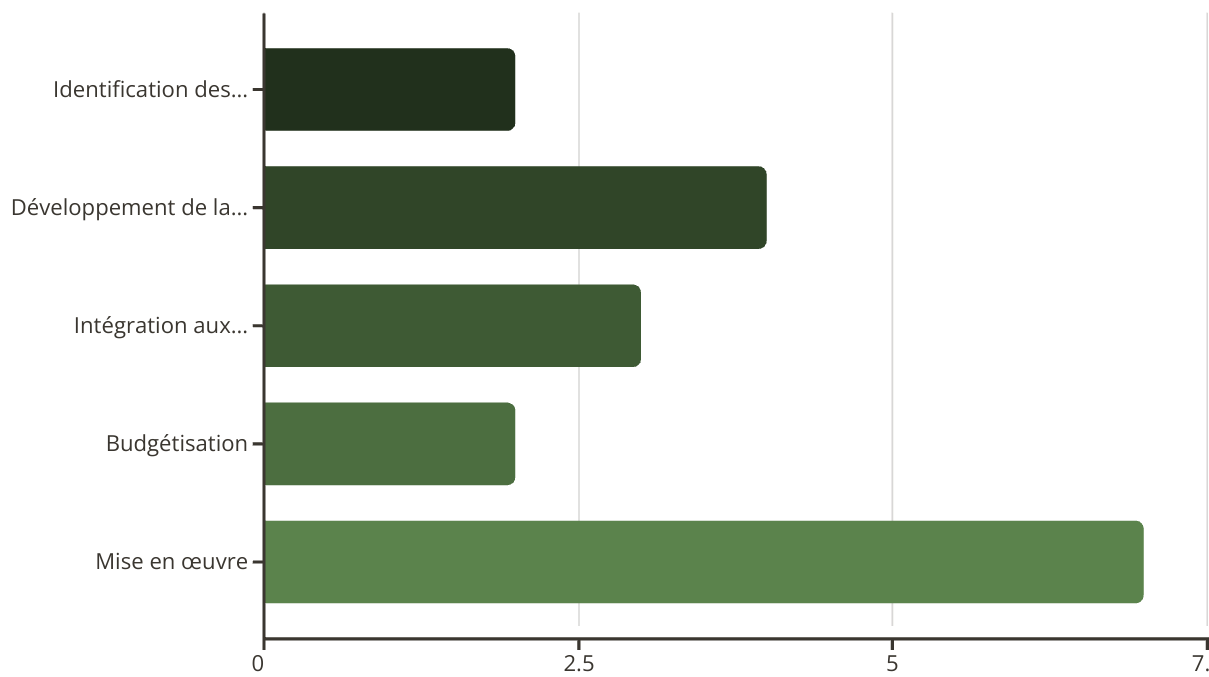 Identification des...
Développement de la...
Intégration aux...
Budgétisation
Mise en œuvre
0 2.5 5 7.